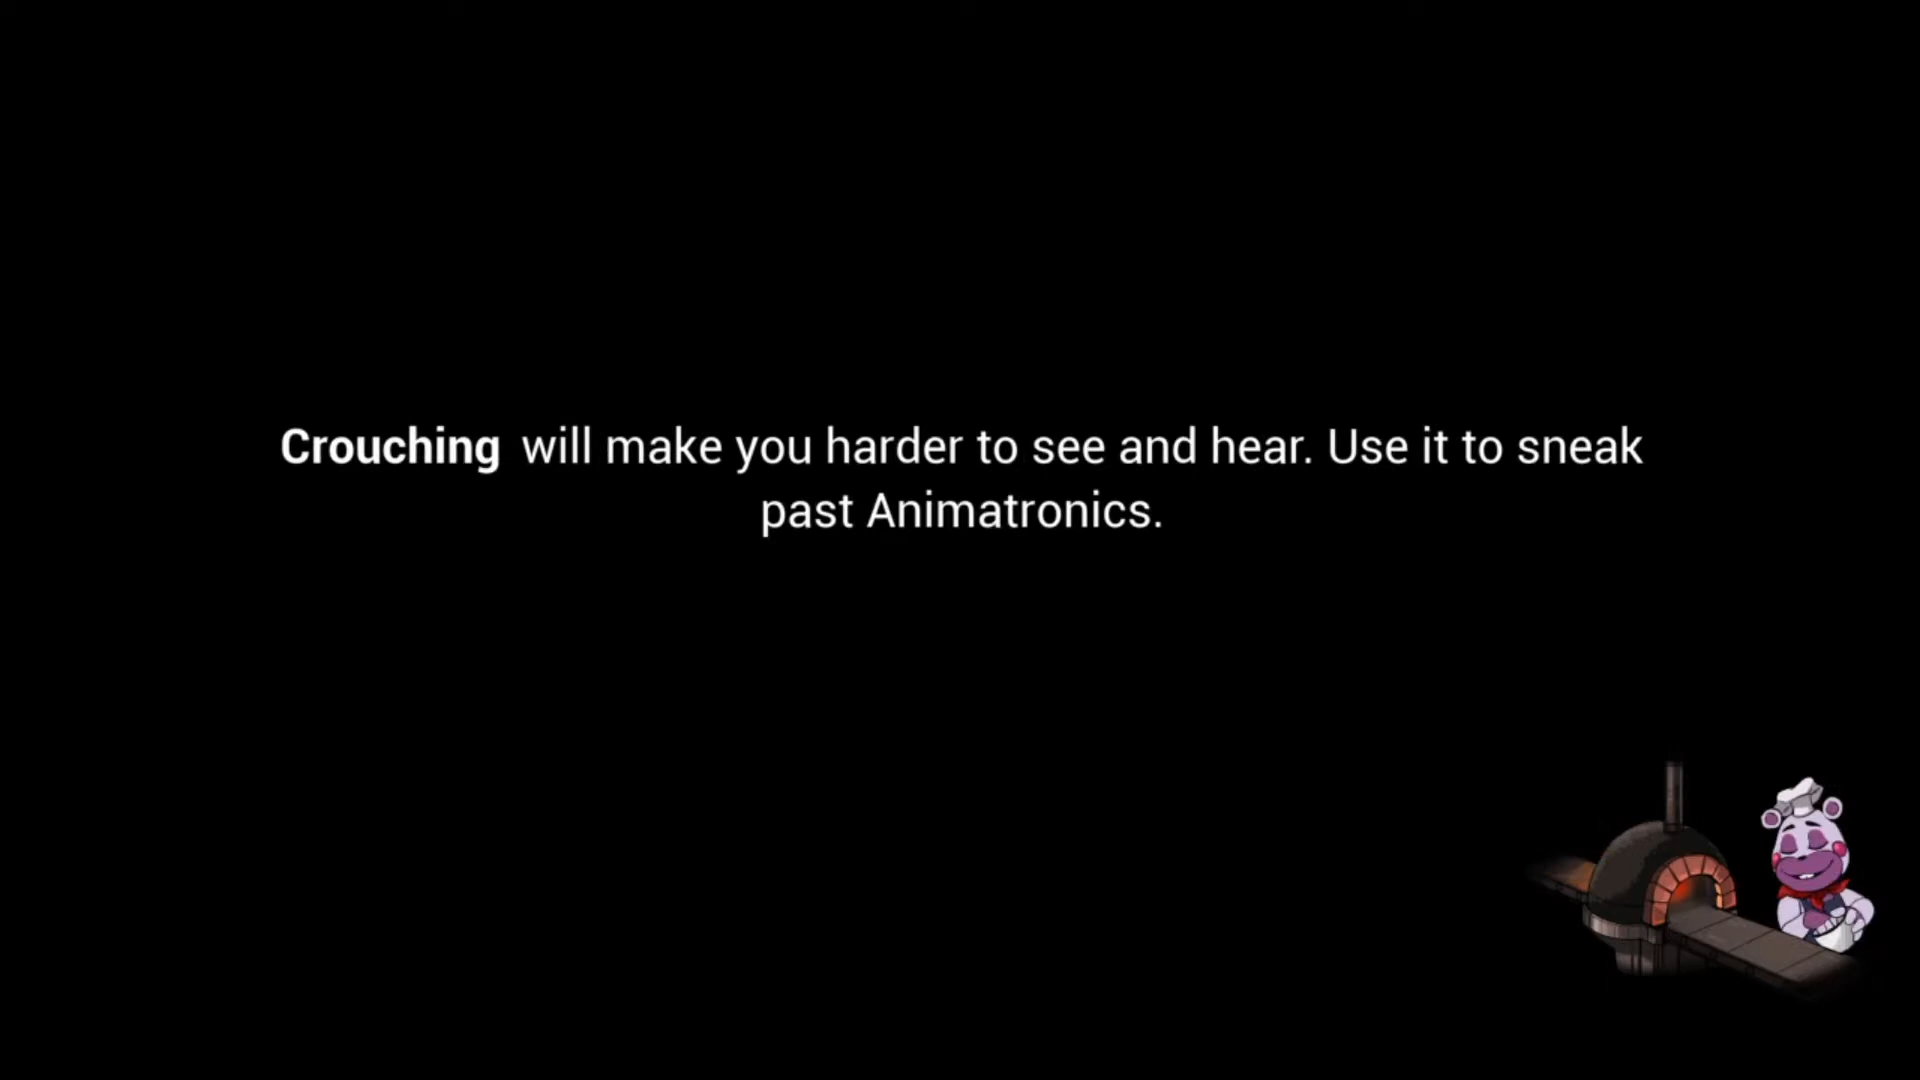 Crouching will make you harder to see and hear. Use it to sneak
past Animatronics.